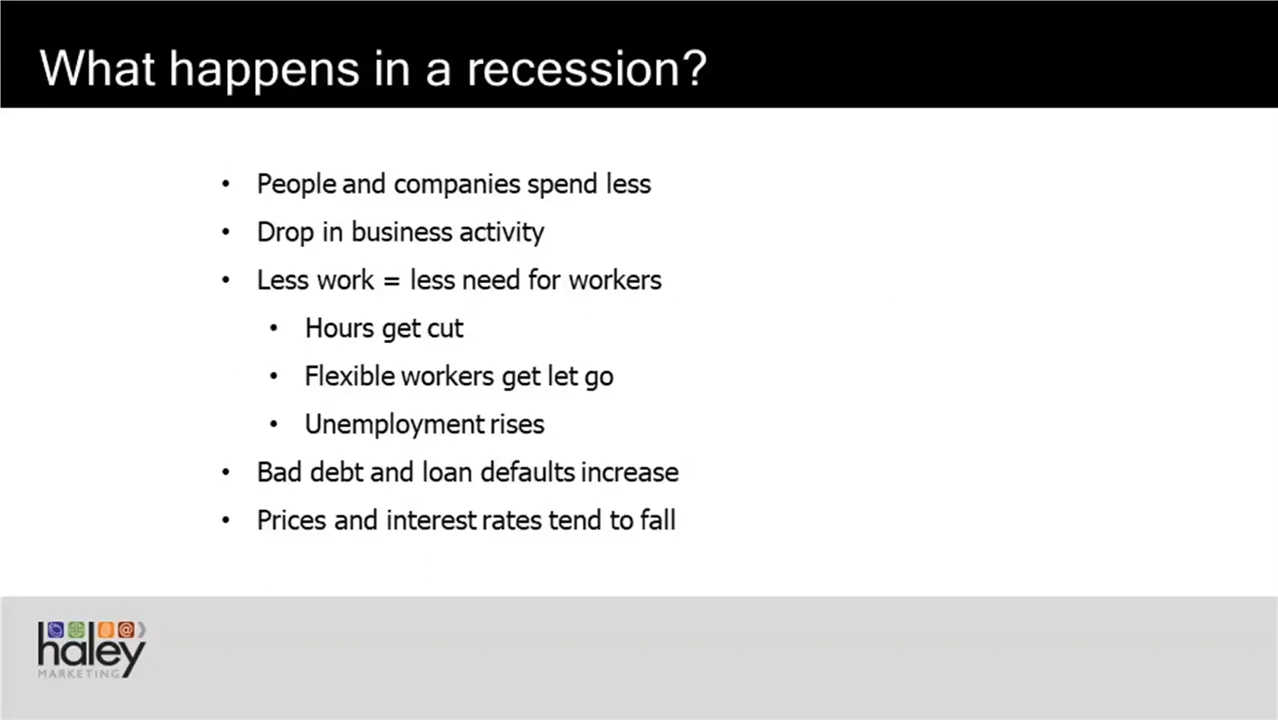 What happens in a recession?
• People and companies spend less
• Drop in business activity
• Less work = less need for workers
• Hours get cut
• Flexible workers get let go
• Unemployment rises
• Bad debt and loan defaults increase
• Prices and interest rates tend to fall
haley
MARKETING